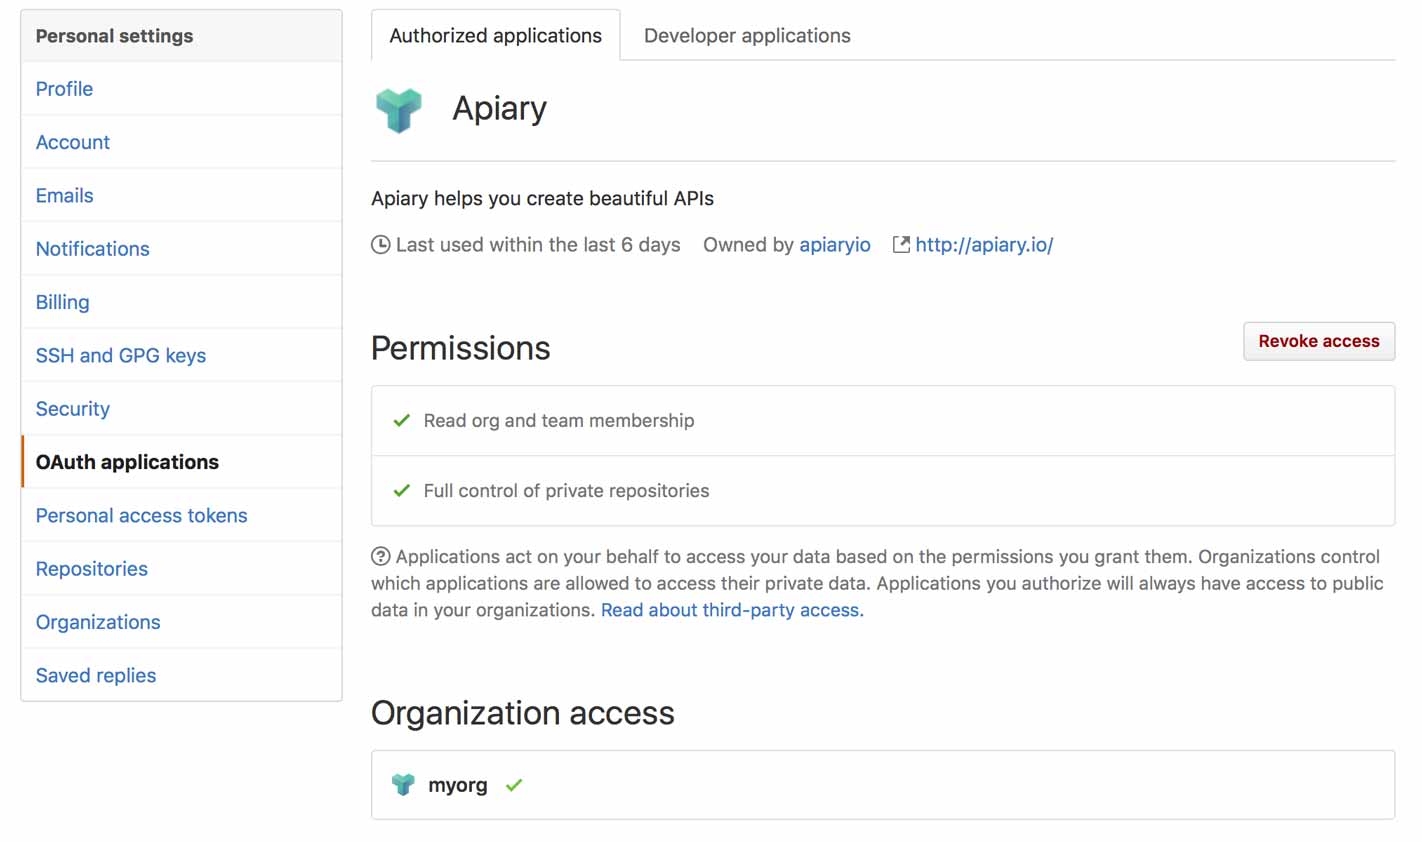 Personal settings
Profile
Account
Emails
Notifications
Billing
SSH and GPG keys
Security
OAuth applications
Personal access tokens
Repositories
Organizations
Saved replies
Authorized applications
Developer applications
Apiary
Apiary helps you create beautiful APIs
Last used within the last 6 days Owned by apiaryio http://apiary.io/
Permissions
Revoke access
Read org and team membership
Full control of private repositories
Applications act on your behalf to access your data based on the permissions you grant them. Organizations control
which applications are allowed to access their private data. Applications you authorize will always have access to public
data in your organizations. Read about third-party access.
Organization access
myorg